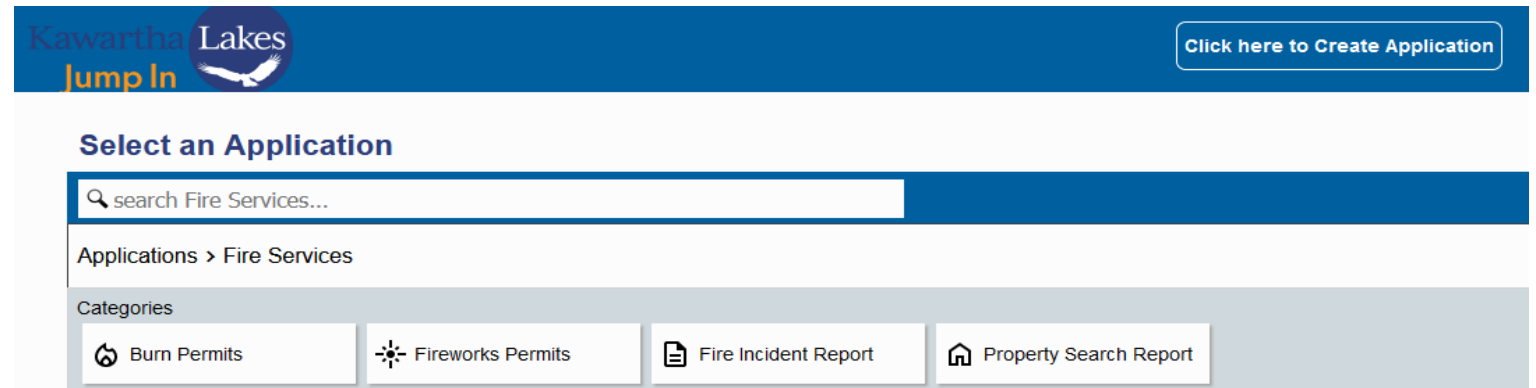 Kawartha Lakes
Jump In
Click here to Create Application
Select an Application
search Fire Services...
Applications > Fire Services
Categories
Burn Permits
Fireworks Permits
Fire Incident Report
Property Search Report